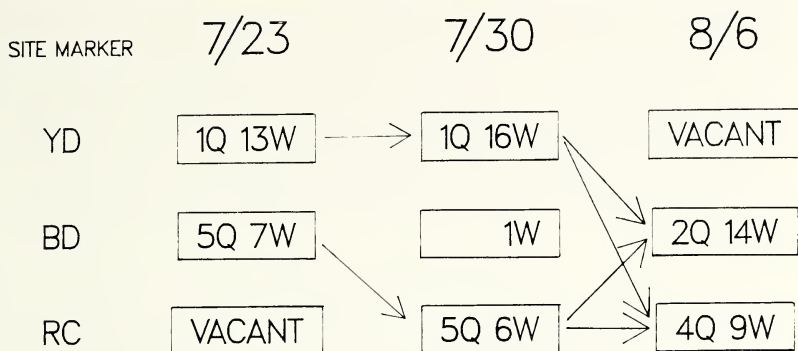 SITE MARKER 7/23 7/30 8/6
YD 1Q 13W 1Q 16W VACANT
BD 5Q 7W 1W 2Q 14W
RC VACANT 5Q 6W 4Q 9W